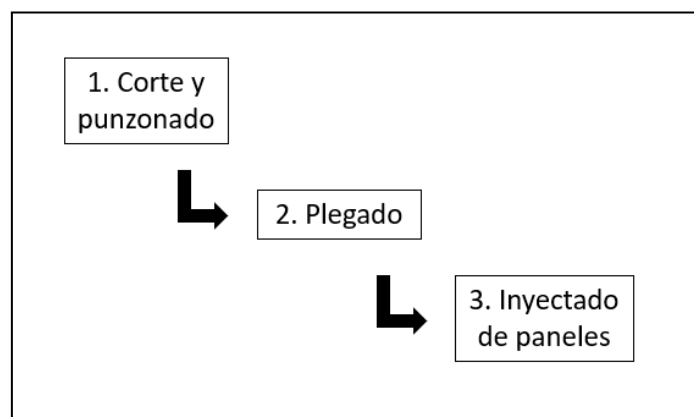 1. Corte y
punzonado
2. Plegado
3. Inyectado
de paneles